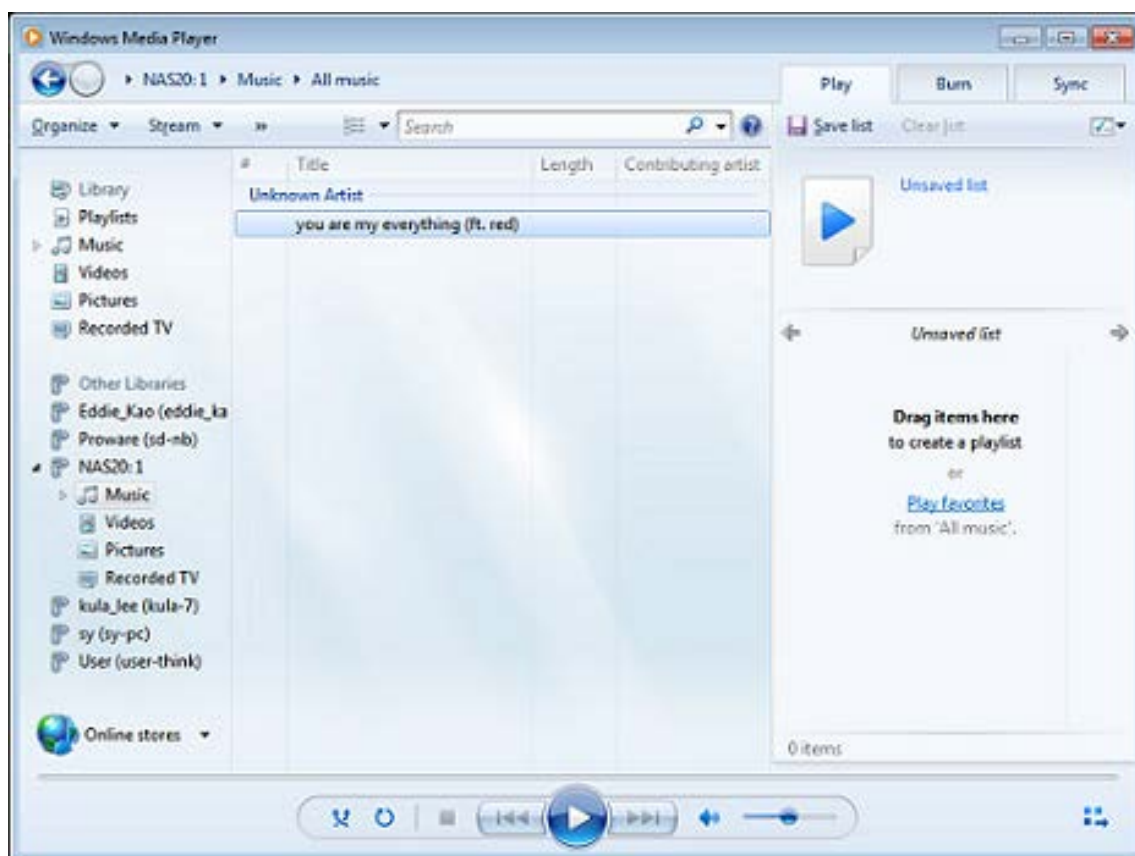 Windows Media Player
NAS20:1 Music All music
Play Burn Sync
Organize Stream » Search
Save list Clear list
# Title Length Contributing artist
Unknown Artist
you are my everything (ft. red)
Library
Playlists
Music
Videos
Pictures
Recorded TV
Other Libraries
Eddie_Kao (eddie_ka
Proware (sd-nb)
NAS20:1
Music
Videos
Pictures
Recorded TV
kula_lee (kula-7)
sy (sy-pc)
User (user-think)
Online stores
Unsaved list
Unsaved list
Drag items here
to create a playlist
or
Play favorites
from 'All music'.
0 items